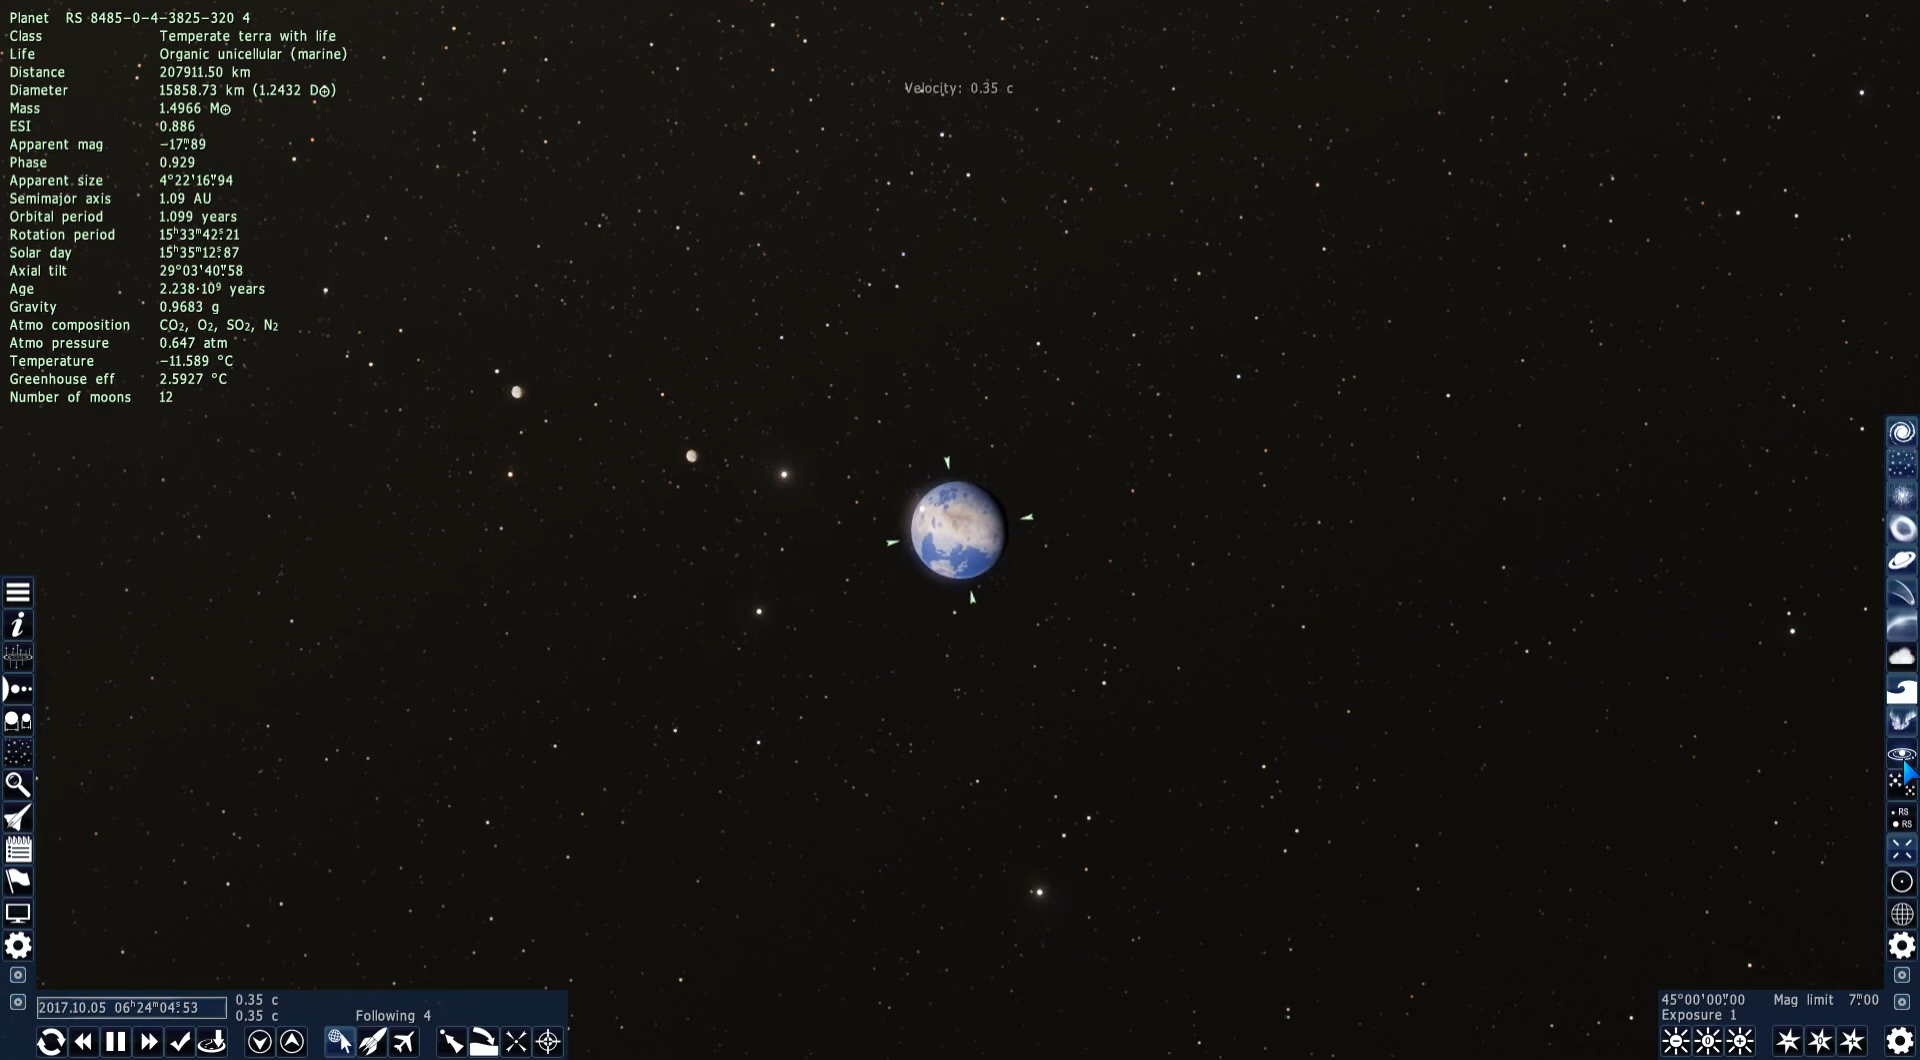 Planet RS 8485-0-4-3825-320 4
Class Temperate terra with life
Life Organic unicellular (marine)
Distance 207911.50 km
Diameter 15858.73 km (1.2432 D⊕)
Mass 1.4966 M⊕
ESI 0.886
Apparent mag −17ᵐ89
Phase 0.929
Apparent size 4°22'16"94
Semimajor axis 1.09 AU
Orbital period 1.099 years
Rotation period 15ʰ33ᵐ42ˢ21
Solar day 15ʰ35ᵐ12ˢ87
Axial tilt 29°03'40"58
Age 2.238·10⁹ years
Gravity 0.9683 g
Atmo composition CO₂, O₂, SO₂, N₂
Atmo pressure 0.647 atm
Temperature −11.589 °C
Greenhouse eff 2.5927 °C
Number of moons 12
Velocity: 0.35 c
RS
RS
2017.10.05 06ʰ24ᵐ04ˢ53
0.35 c
0.35 c
Following 4
45°00'00"00 Mag limit 7ᵐ00
Exposure 1